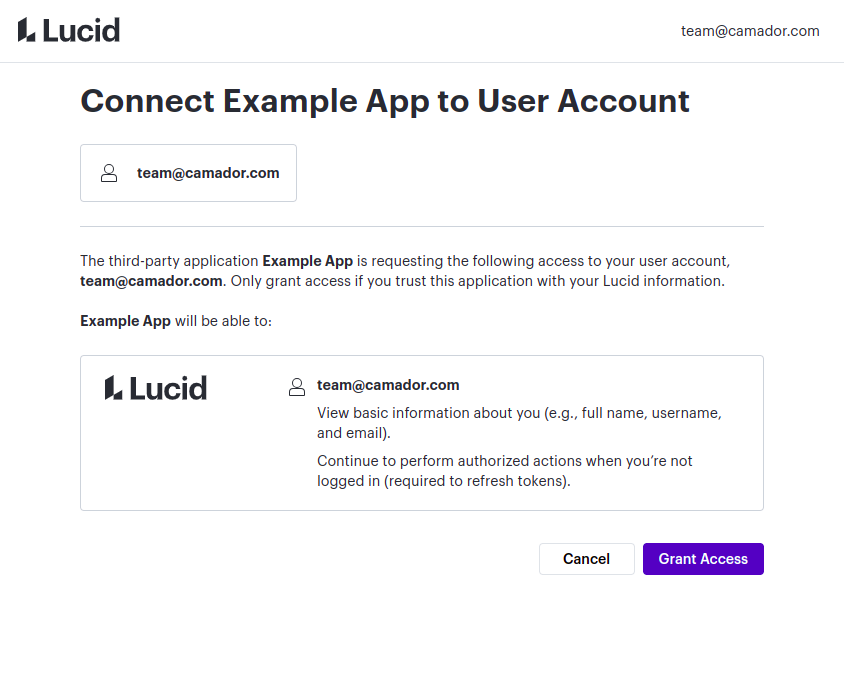 Lucid
team@camador.com
Connect Example App to User Account
team@camador.com
The third-party application Example App is requesting the following access to your user account,
team@camador.com. Only grant access if you trust this application with your Lucid information.
Example App will be able to:
Lucid
team@camador.com
View basic information about you (e.g., full name, username,
and email).
Continue to perform authorized actions when you’re not
logged in (required to refresh tokens).
Cancel
Grant Access